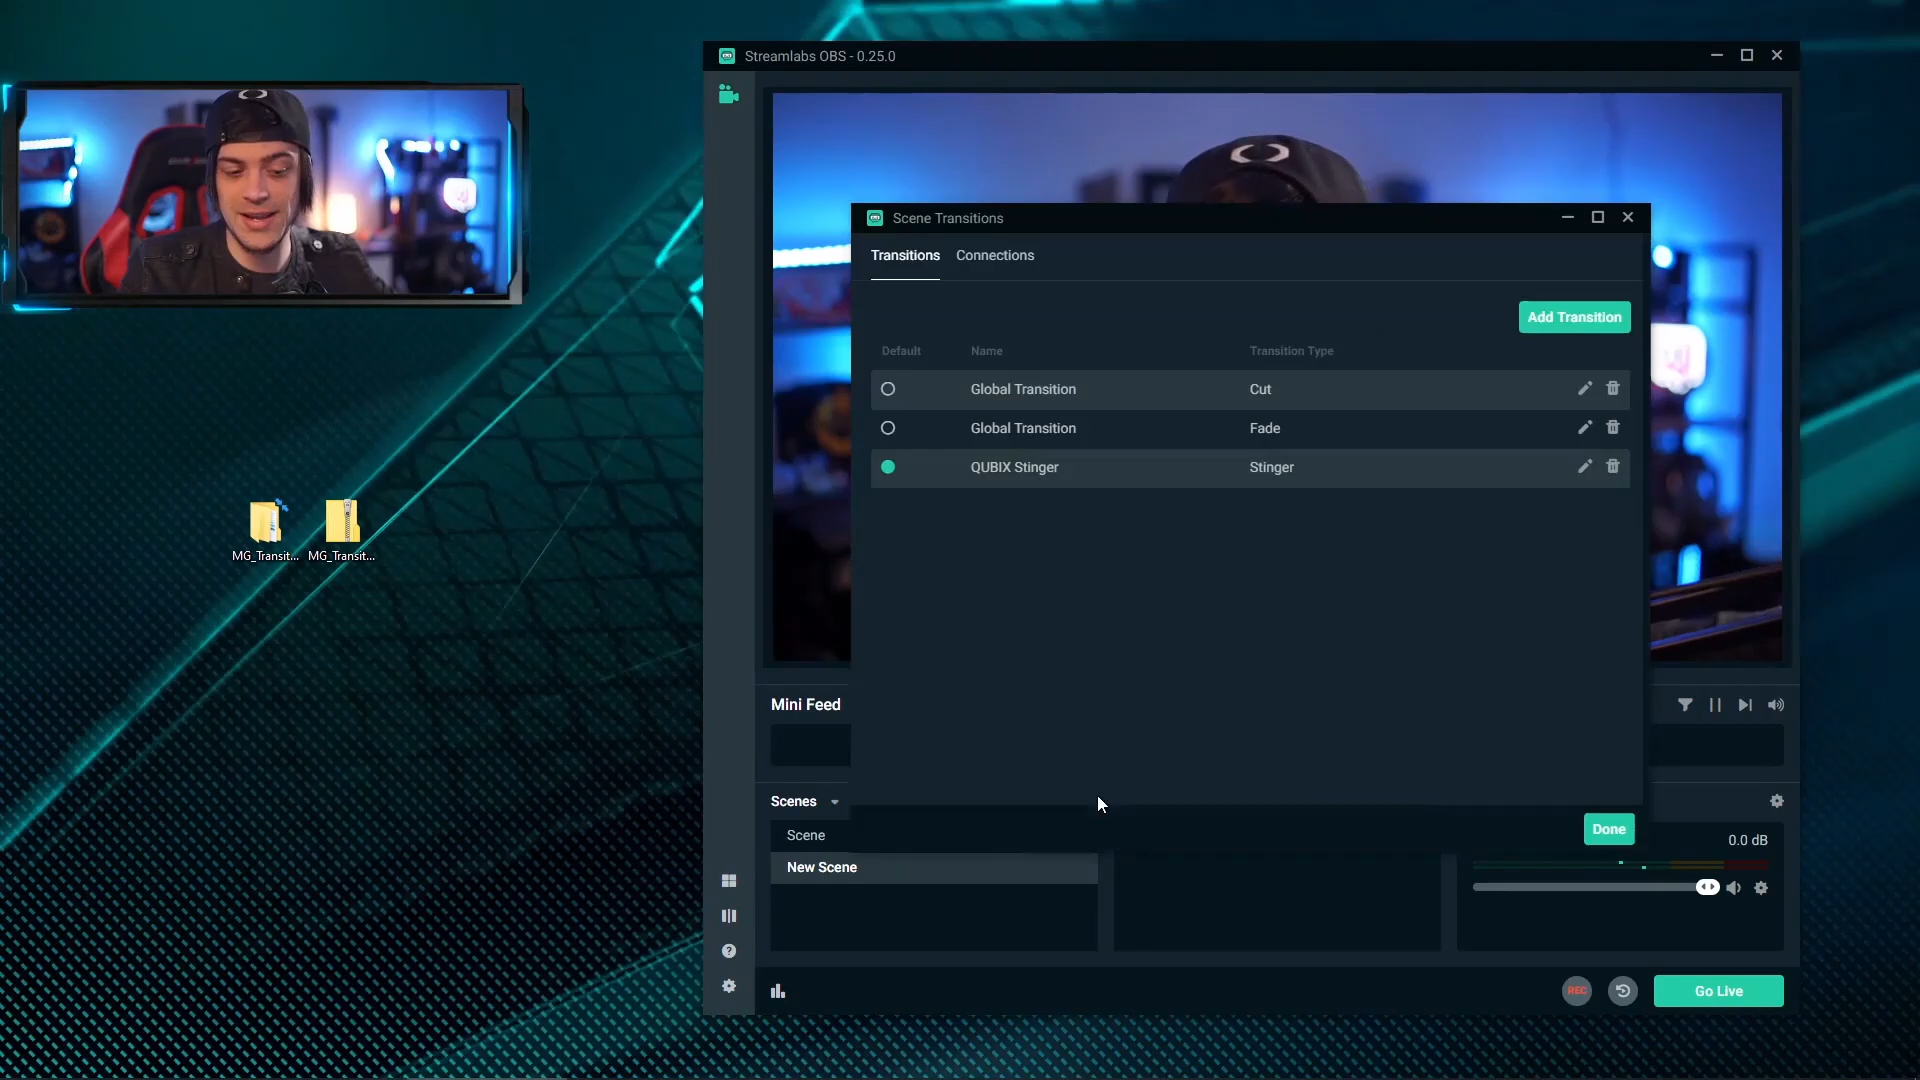 Streamlabs OBS - 0.25.0
Scene Transitions
Transitions Connections
Add Transition
Default Name Transition Type
Global Transition Cut
Global Transition Fade
QUBIX Stinger Stinger
MG_Transit... MG_Transit...
Mini Feed
Scenes
Scene
New Scene
Done
0.0 dB
REC
Go Live